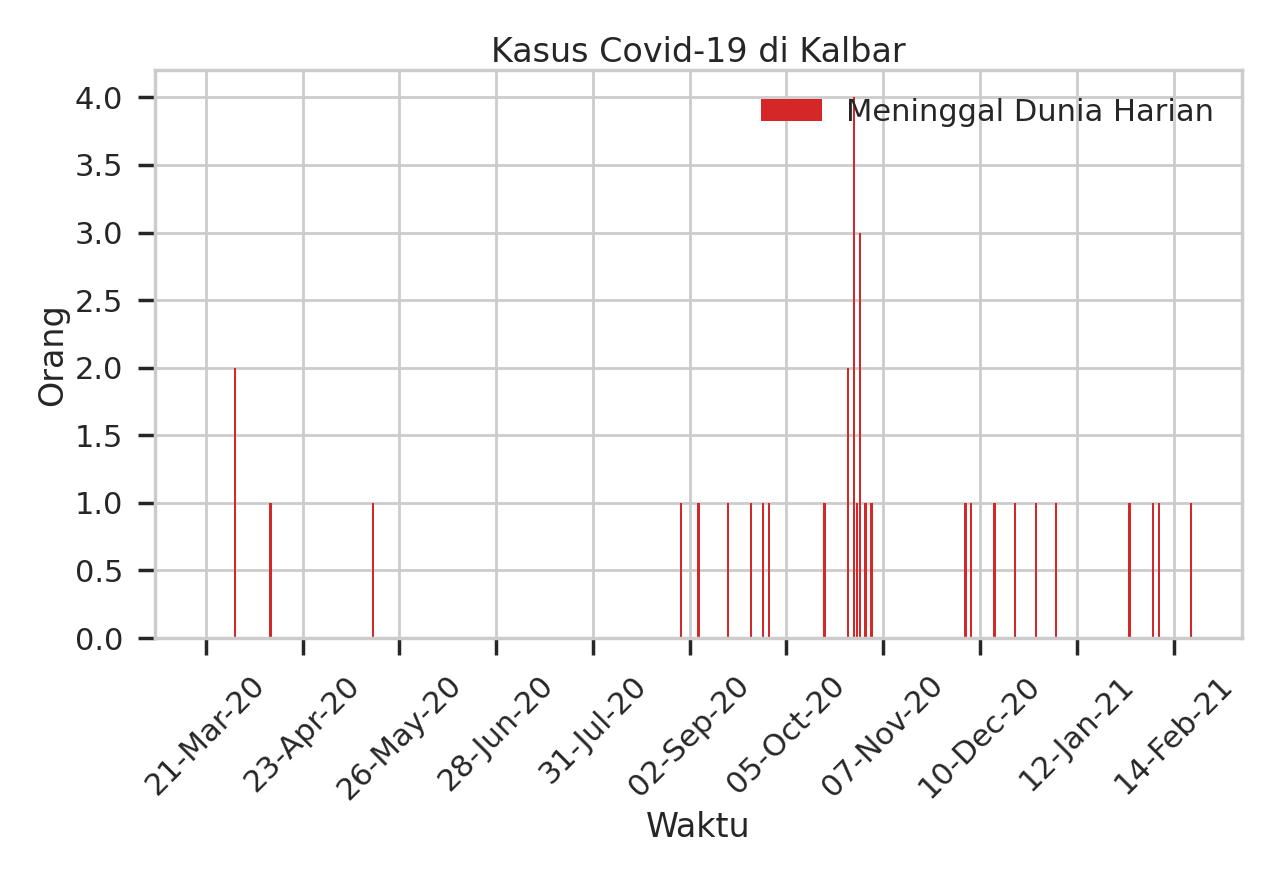 Kasus Covid-19 di Kalbar
Meninggal Dunia Harian
Orang
4.0
3.5
3.0
2.5
2.0
1.5
1.0
0.5
0.0
21-Mar-20
23-Apr-20
26-May-20
28-Jun-20
31-Jul-20
02-Sep-20
05-Oct-20
07-Nov-20
10-Dec-20
12-Jan-21
14-Feb-21
Waktu